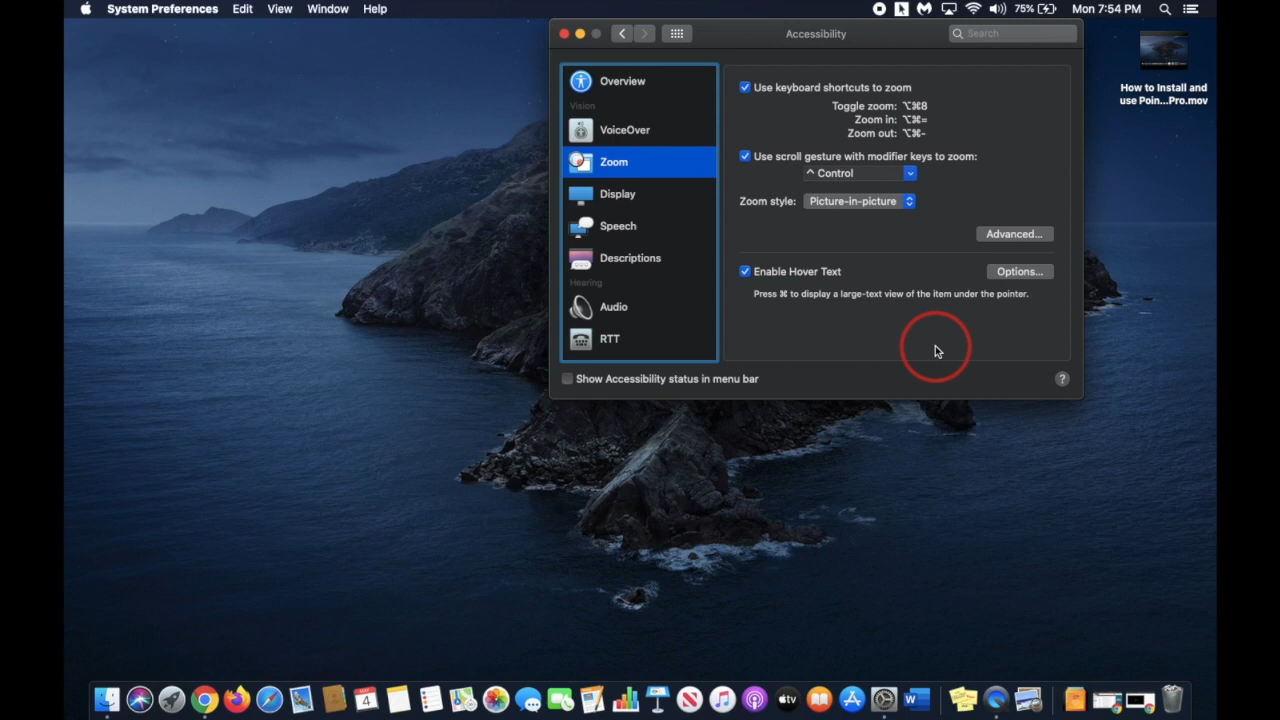 System Preferences Edit View Window Help 75% Mon 7:54 PM
Accessibility
Search
Overview
Vision
VoiceOver
Zoom
Display
Speech
Descriptions
Hearing
Audio
RTT
Use keyboard shortcuts to zoom
Toggle zoom: ⌥⌘8
Zoom in: ⌥⌘=
Zoom out: ⌥⌘-
Use scroll gesture with modifier keys to zoom:
^ Control
Zoom style: Picture-in-picture
Advanced...
Enable Hover Text Options...
Press ⌘ to display a large-text view of the item under the pointer.
Show Accessibility status in menu bar ?
How to Install and
use Poin...Pro.mov
4
tv
W